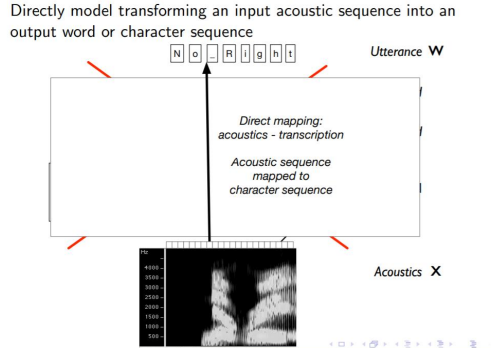 Directly model transforming an input acoustic sequence into an
output word or character sequence
N o _ R i g h t
Utterance W
Direct mapping:
acoustics - transcription
Acoustic sequence
mapped to
character sequence
Hz
4000
3500
3000
2500
2000
1500
1000
500
Acoustics X